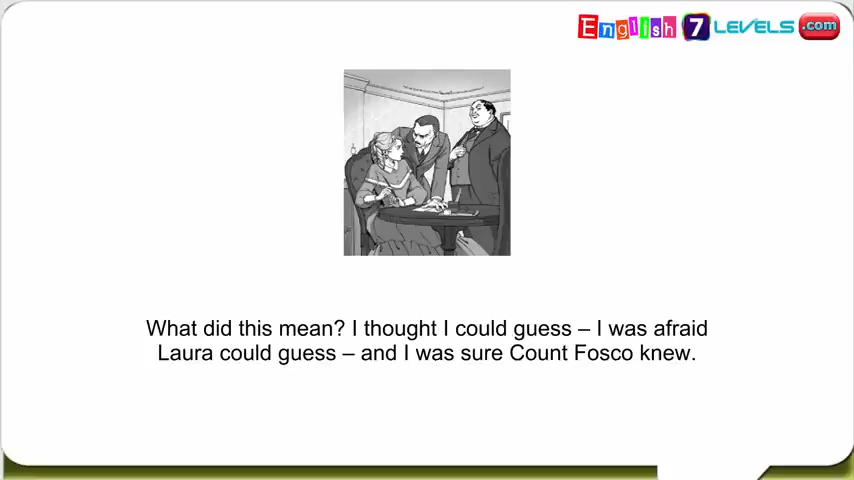 English 7 LEVELS .com
What did this mean? I thought I could guess – I was afraid
Laura could guess – and I was sure Count Fosco knew.